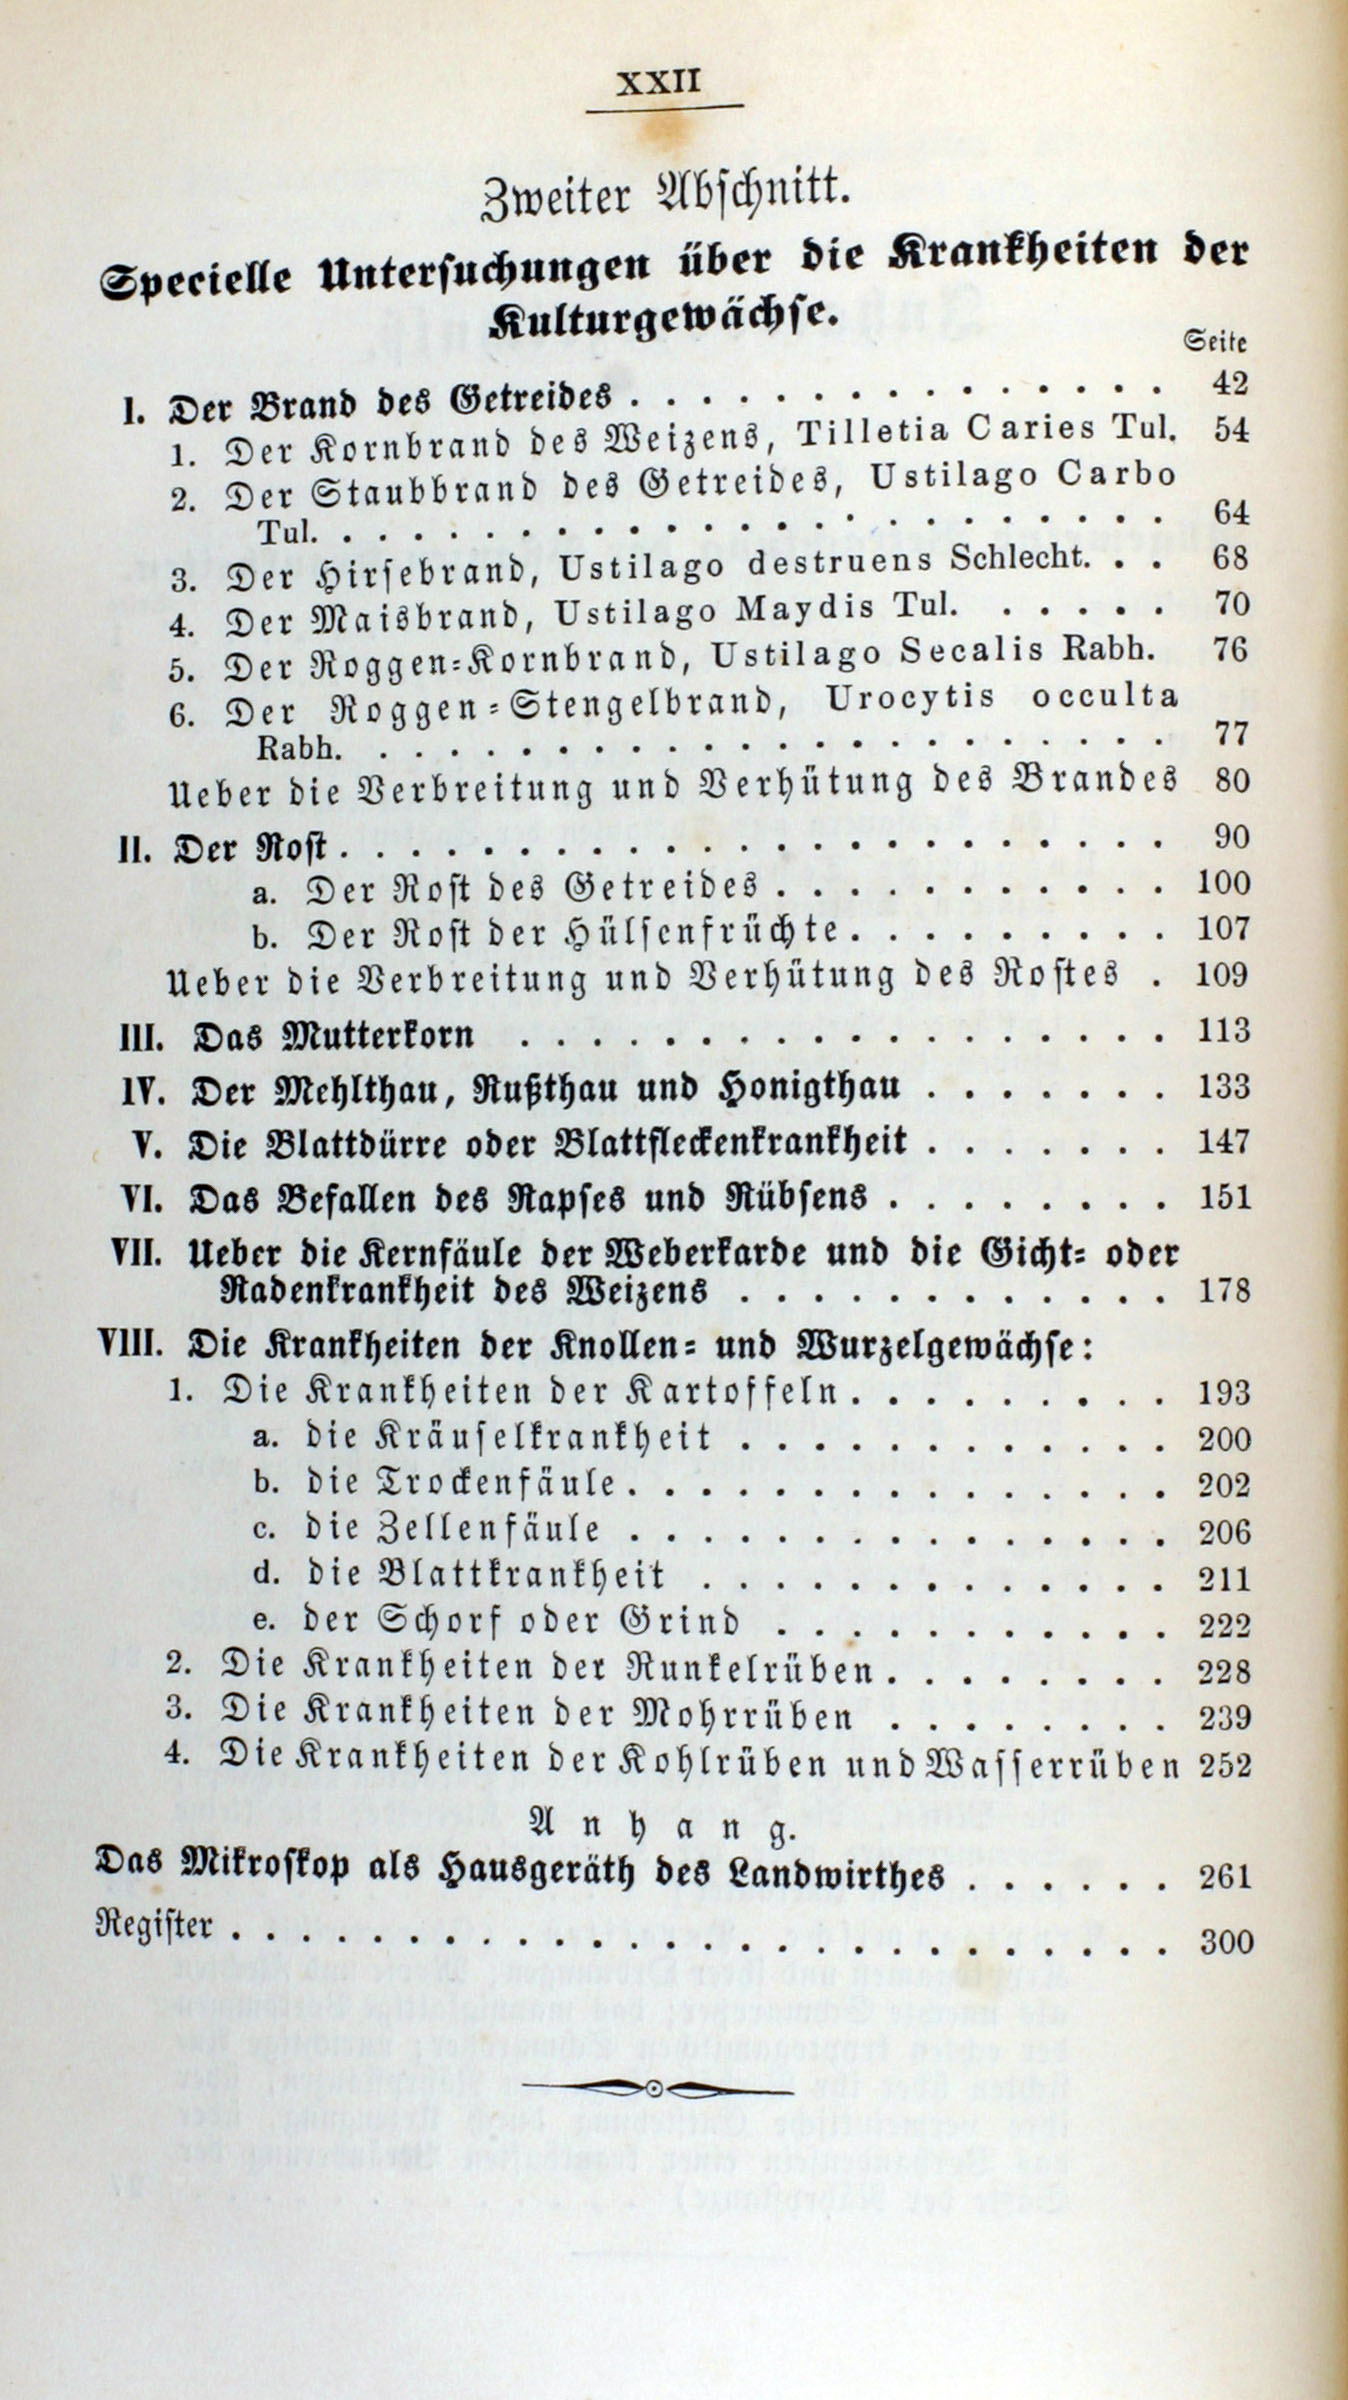 XXII
Zweiter Abschnitt.
Specielle Untersuchungen über die Krankheiten der
Kulturgewächse.
Seite
I. Der Brand des Getreides . . . . . . . . . . . . . . . 42
1. Der Kornbrand des Weizens, Tilletia Caries Tul. 54
2. Der Staubbrand des Getreides, Ustilago Carbo
Tul. . . . . . . . . . . . . . . . . . . . . . . . . 64
3. Der Hirsebrand, Ustilago destruens Schlecht. . . 68
4. Der Maisbrand, Ustilago Maydis Tul. . . . . . 70
5. Der Roggen-Kornbrand, Ustilago Secalis Rabh. 76
6. Der Roggen-Stengelbrand, Urocytis occulta
Rabh. . . . . . . . . . . . . . . . . . . . . . . . 77
Ueber die Verbreitung und Verhütung des Brandes 80
II. Der Rost . . . . . . . . . . . . . . . . . . . . . . . . 90
a. Der Rost des Getreides . . . . . . . . . . . . 100
b. Der Rost der Hülsenfrüchte . . . . . . . . . 107
Ueber die Verbreitung und Verhütung des Rostes . 109
III. Das Mutterkorn . . . . . . . . . . . . . . . . . . 113
IV. Der Mehlthau, Rußthau und Honigthau . . . . . . . 133
V. Die Blattdürre oder Blattfleckenkrankheit . . . . . . . 147
VI. Das Befallen des Rapses und Rübsens . . . . . . . . 151
VII. Ueber die Kernfäule der Weberkarde und die Gicht- oder
Radenkrankheit des Weizens . . . . . . . . . . . . 178
VIII. Die Krankheiten der Knollen- und Wurzelgewächse:
1. Die Krankheiten der Kartoffeln . . . . . . . . . 193
a. die Kräuselkrankheit . . . . . . . . . . . . 200
b. die Trockenfäule . . . . . . . . . . . . . . . 202
c. die Zellenfäule . . . . . . . . . . . . . . . 206
d. die Blattkrankheit . . . . . . . . . . . . . 211
e. der Schorf oder Grind . . . . . . . . . . . 222
2. Die Krankheiten der Runkelrüben . . . . . . . . 228
3. Die Krankheiten der Mohrrüben . . . . . . . . 239
4. Die Krankheiten der Kohlrüben und Wasserrüben 252
Anhang.
Das Mikroskop als Hausgeräth des Landwirthes . . . . . . 261
Register . . . . . . . . . . . . . . . . . . . . . . . . . . 300